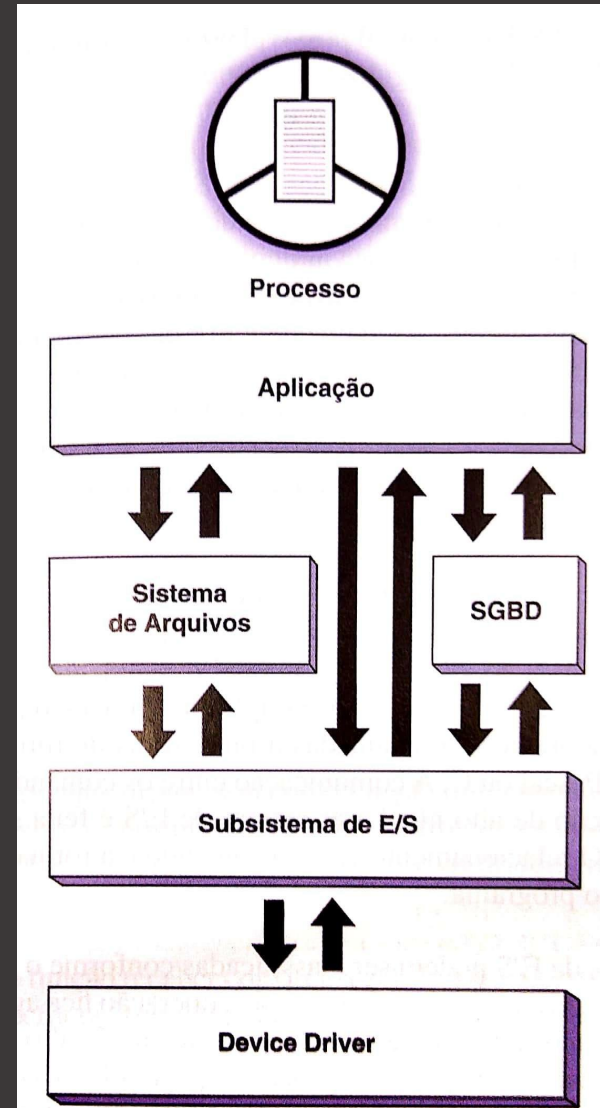 Processo
Aplicação
Sistema
de Arquivos
SGBD
Subsistema de E/S
Device Driver